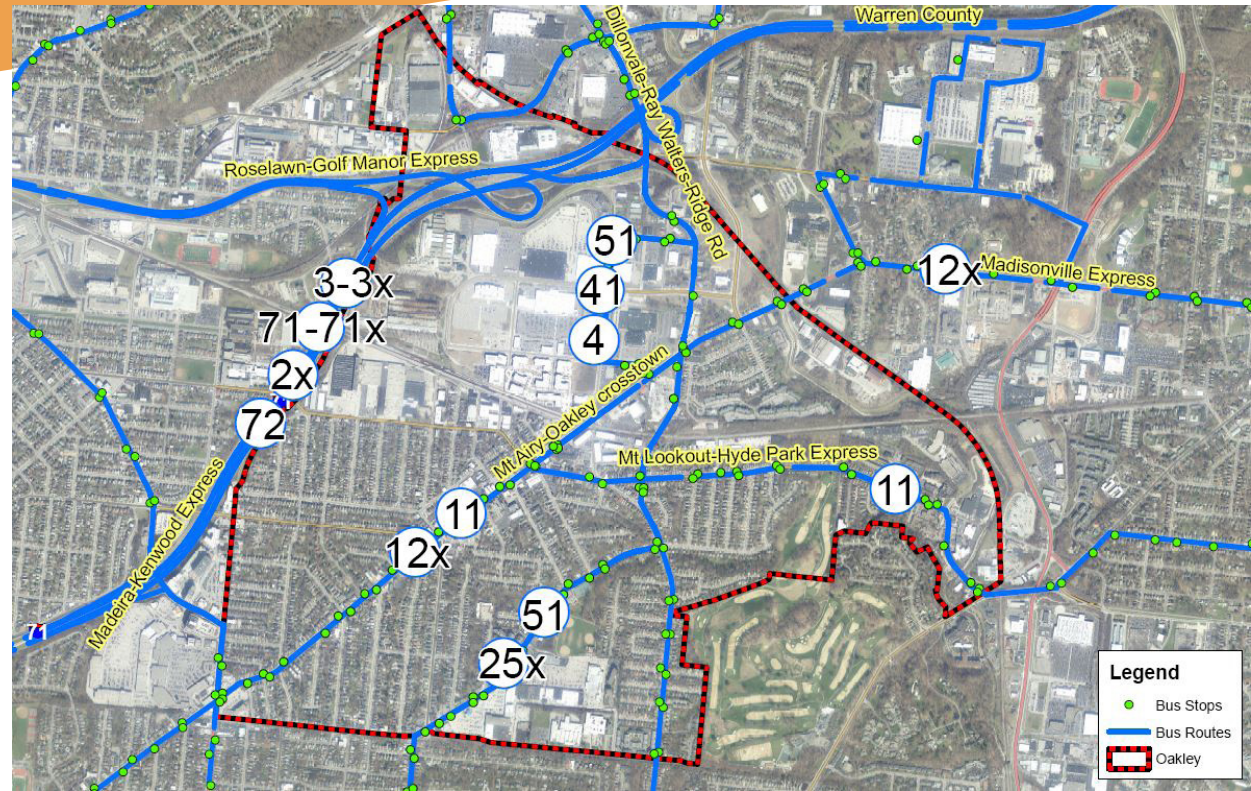 Warren County
Dillonvale-Ray Walters-Ridge Rd
Roselawn-Golf Manor Express
51
3-3x
41
12x
Madisonville Express
71-71x
4
2x
72
Mt Airy-Oakley crosstown
Mt Lookout-Hyde Park Express
11
11
Madeira-Kenwood Express
12x
51
71
25x
Legend
Bus Stops
Bus Routes
Oakley